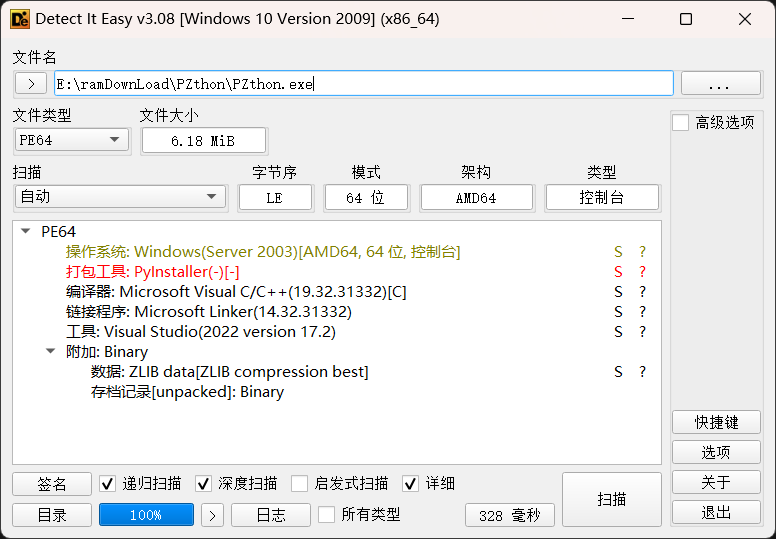 Detect It Easy v3.08 [Windows 10 Version 2009] (x86_64)
文件名
> E:\ramDownLoad\PZthon\PZthon.exe ...
文件类型 文件大小 高级选项
PE64 6.18 MiB
扫描 字节序 模式 架构 类型
自动 LE 64 位 AMD64 控制台
PE64
操作系统: Windows(Server 2003)[AMD64, 64 位, 控制台] S ?
打包工具: PyInstaller(-)[-] S ?
编译器: Microsoft Visual C/C++(19.32.31332)[C] S ?
链接程序: Microsoft Linker(14.32.31332) S ?
工具: Visual Studio(2022 version 17.2) S ?
附加: Binary
数据: ZLIB data[ZLIB compression best] S ?
存档记录[unpacked]: Binary
快捷键
选项
关于
退出
签名 递归扫描 深度扫描 启发式扫描 详细 扫描
目录 100% > 日志 所有类型 328 毫秒